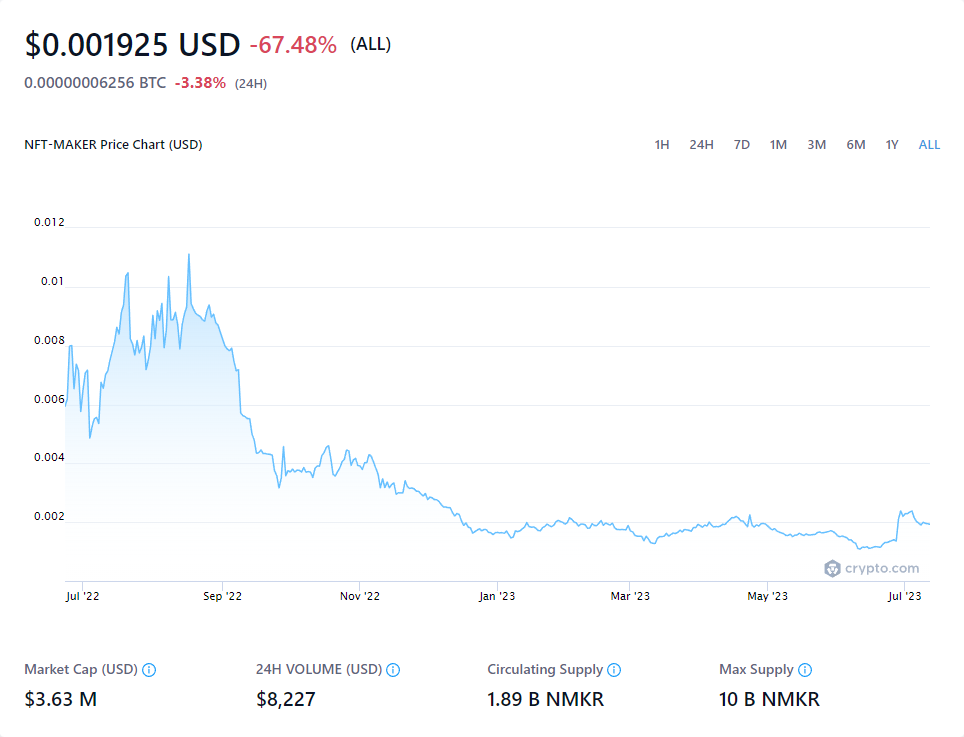 $0.001925 USD -67.48% (ALL)
0.00000006256 BTC -3.38% (24H)
NFT-MAKER Price Chart (USD) 1H 24H 7D 1M 3M 6M 1Y ALL
0.012
0.01
0.008
0.006
0.004
0.002
crypto.com
Jul '22 Sep '22 Nov '22 Jan '23 Mar '23 May '23 Jul '23
Market Cap (USD) 24H VOLUME (USD) Circulating Supply Max Supply
$3.63 M $8,227 1.89 B NMKR 10 B NMKR